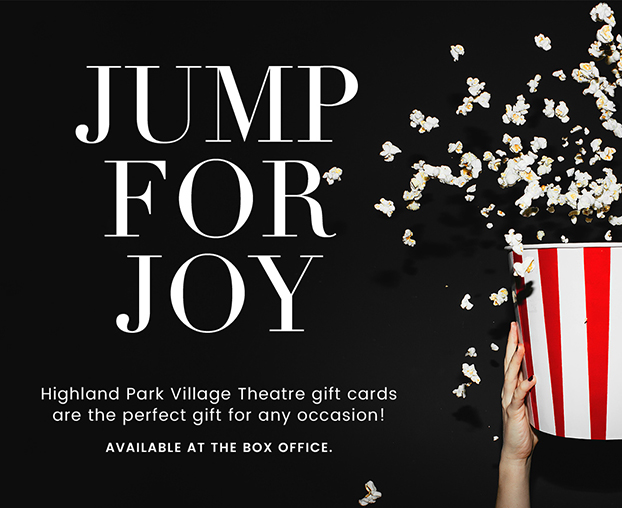 JUMP
FOR
JOY
Highland Park Village Theatre gift cards
are the perfect gift for any occasion!
AVAILABLE AT THE BOX OFFICE.